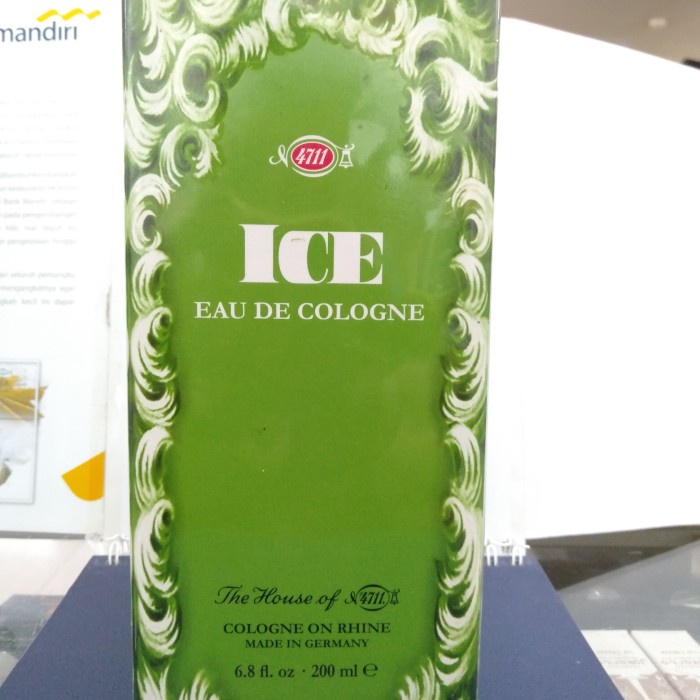 mandiri
N 4711
ICE
EAU DE COLOGNE
The House of N 4711.
COLOGNE ON RHINE
MADE IN GERMANY
6.8 fl. oz · 200 ml ℮